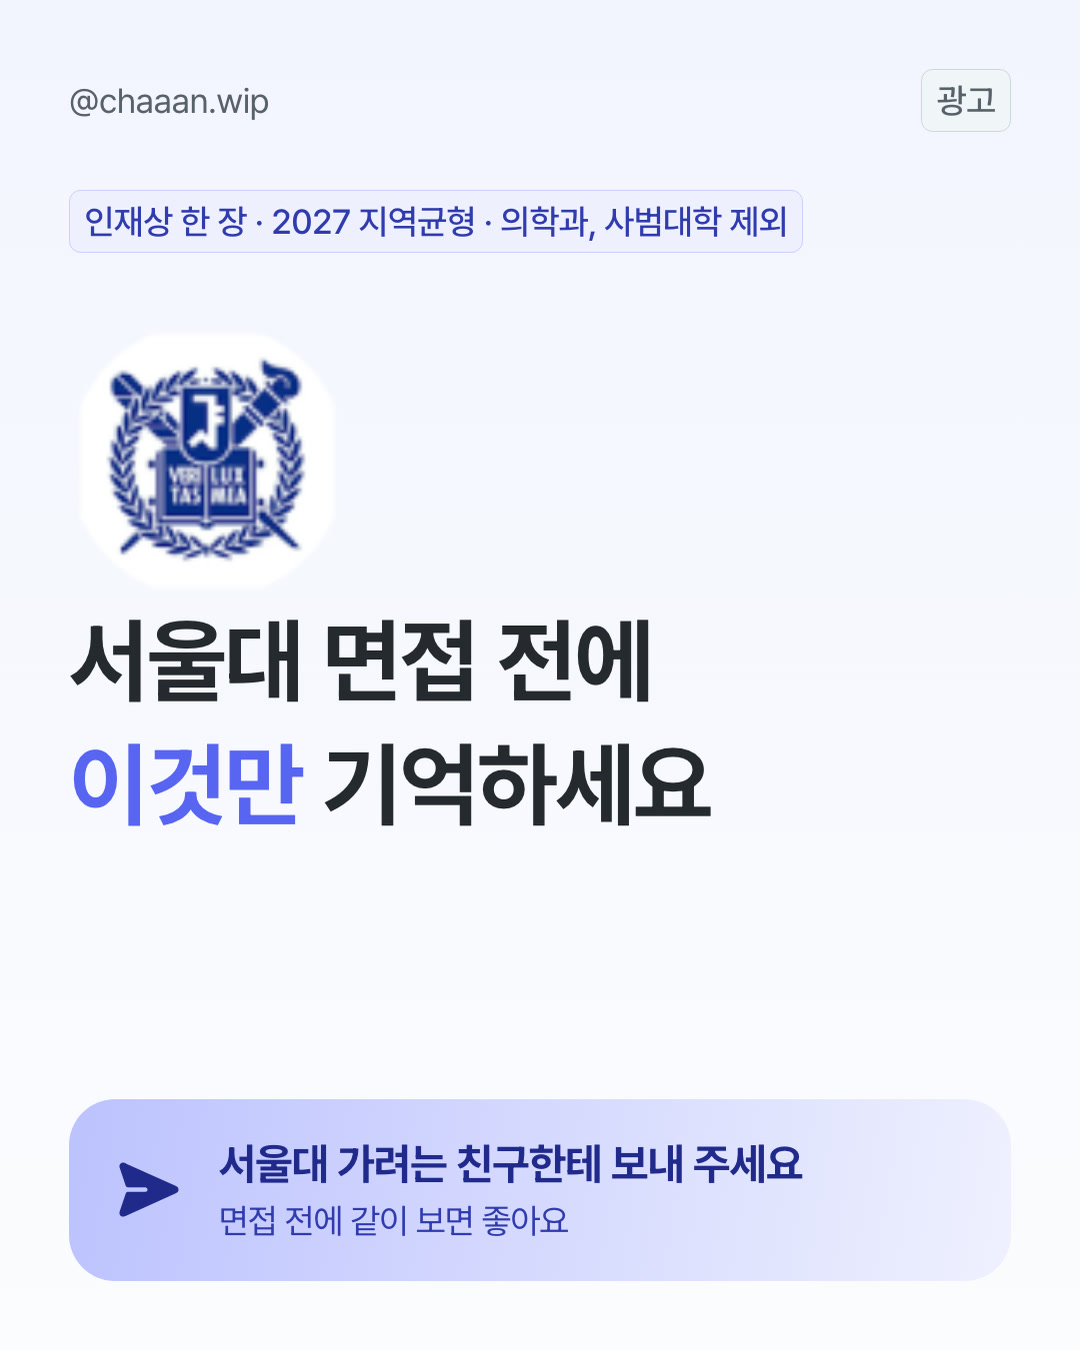 @chaaan.wip
광고
인재상 한 장 · 2027 지역균형 · 의학과, 사범대학 제외
VERI LUX
TAS MEA
서울대 면접 전에
이것만 기억하세요
서울대 가려는 친구한테 보내 주세요
면접 전에 같이 보면 좋아요